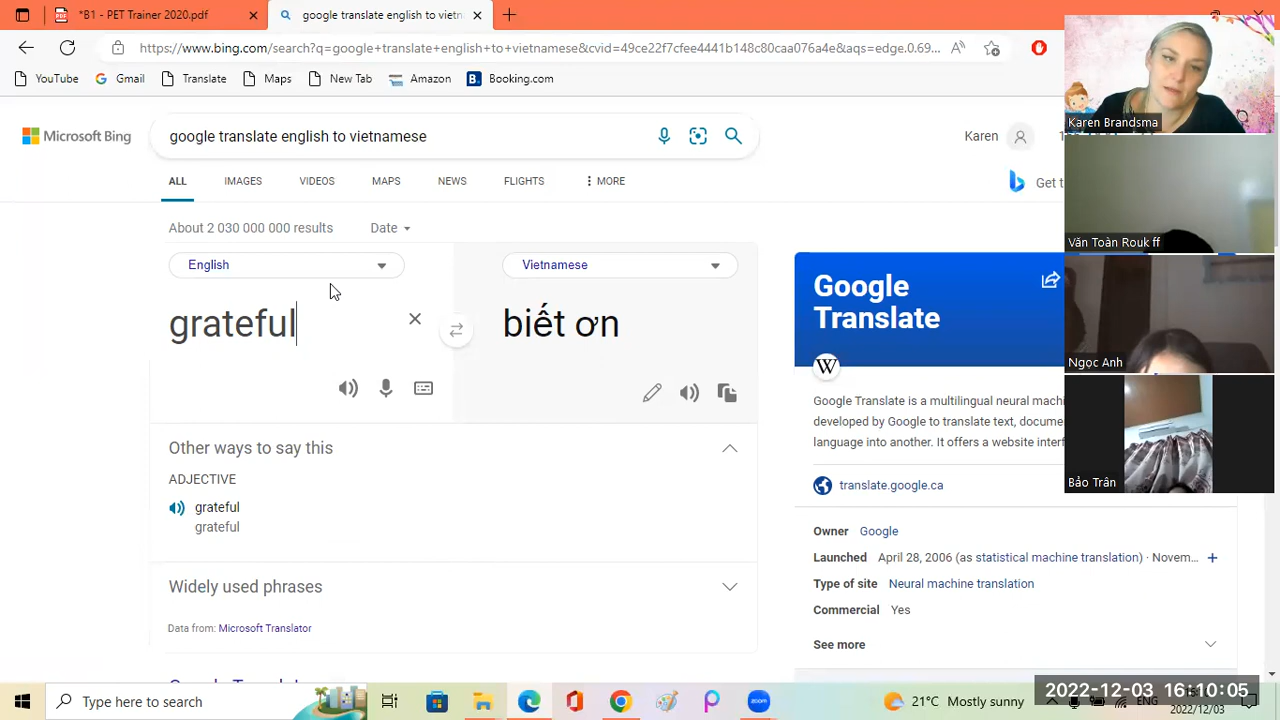 *B1 - PET Trainer 2020.pdf
google translate english to vietn
https://www.bing.com/search?q=google+translate+english+to+vietnamese&cvid=49ce22f7cfee4441b148c80caa076a4e&aqs=edge.0.69...
YouTube Gmail Translate Maps New Tab Amazon Booking.com
Microsoft Bing
google translate english to vietnamese
Karen
ALL IMAGES VIDEOS MAPS NEWS FLIGHTS MORE
Get t
About 2 030 000 000 results Date
English
Vietnamese
grateful
biết ơn
Other ways to say this
ADJECTIVE
grateful
grateful
Widely used phrases
Data from: Microsoft Translator
Google
Translate
W
Google Translate is a multilingual neural machi
developed by Google to translate text, docume
language into another. It offers a website interf
translate.google.ca
Owner Google
Launched April 28, 2006 (as statistical machine translation) · Novem...
Type of site Neural machine translation
Commercial Yes
See more
Karen Brandsma
Văn Toàn Rouk ff
Ngọc Anh
Bảo Trân
Type here to search
21°C Mostly sunny
ENG
2022-12-03 16:10:05
2022/12/03